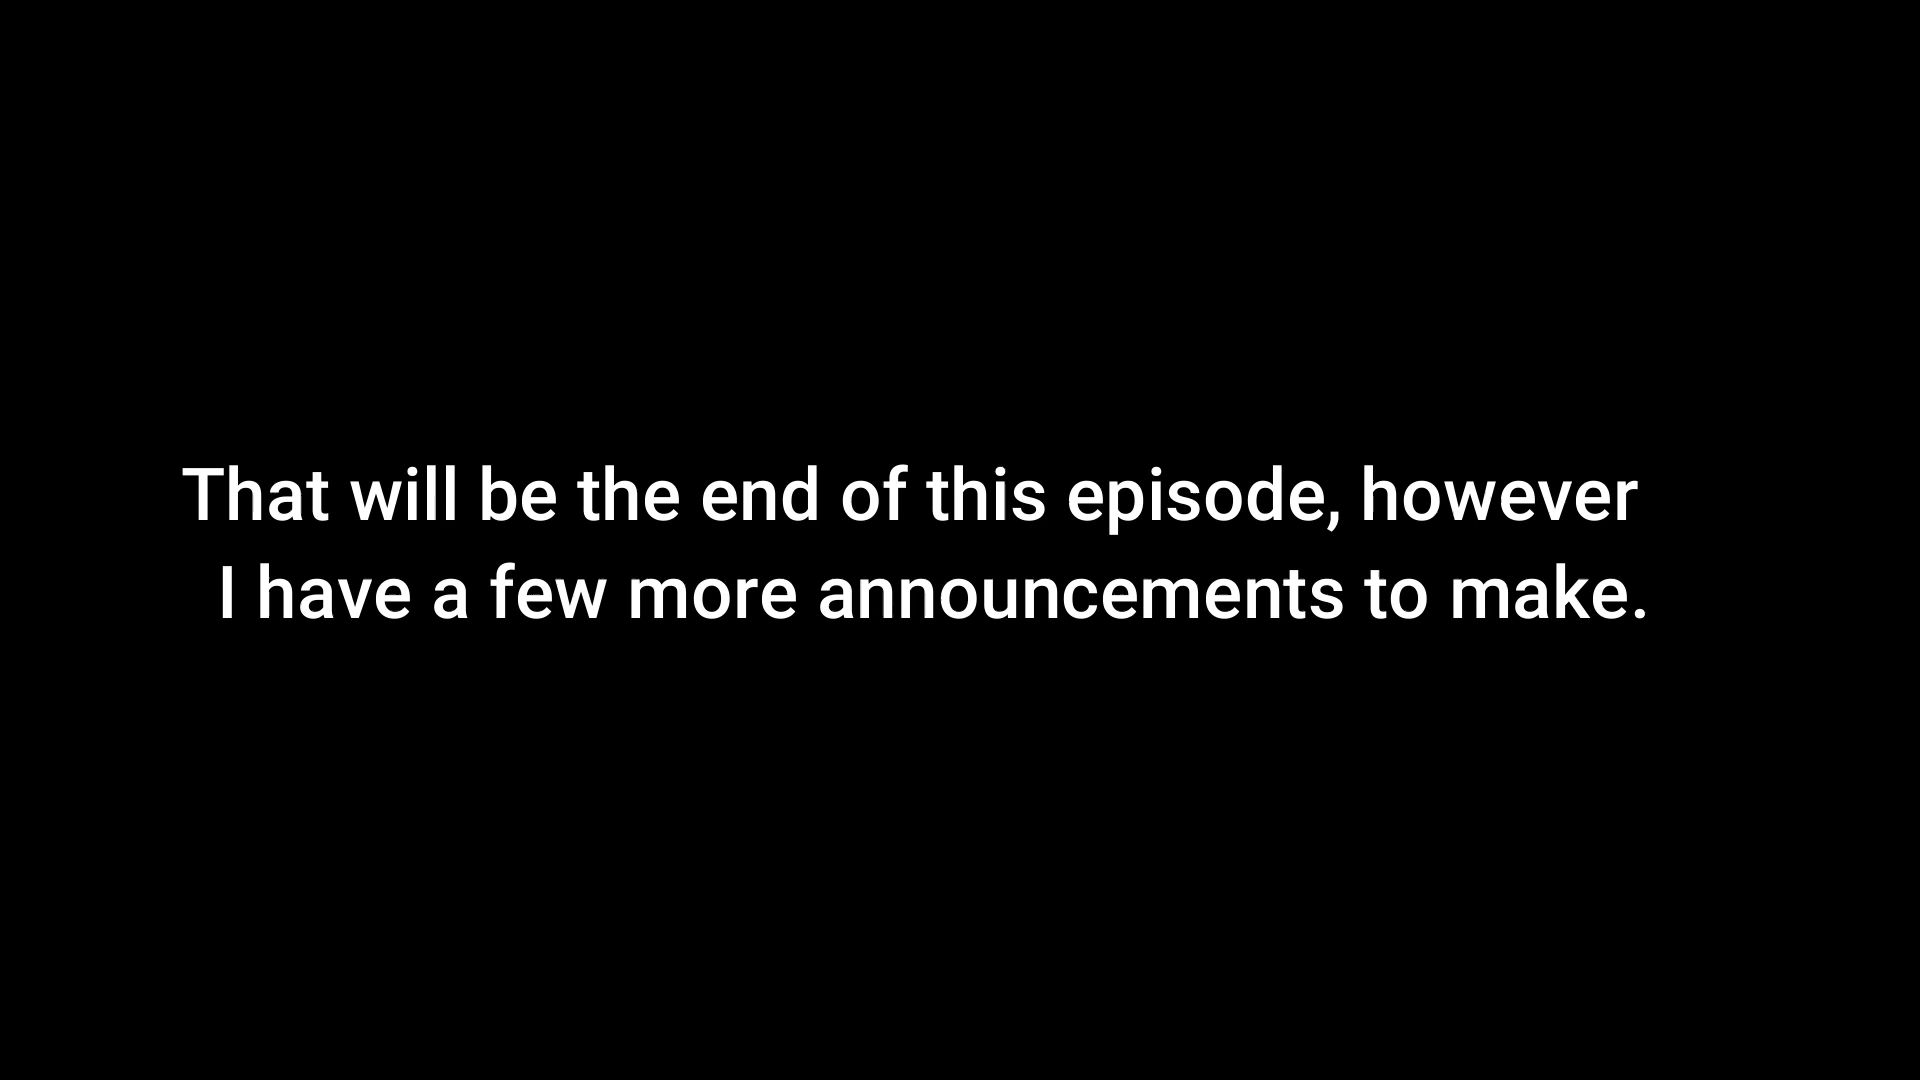 That will be the end of this episode, however
I have a few more announcements to make.